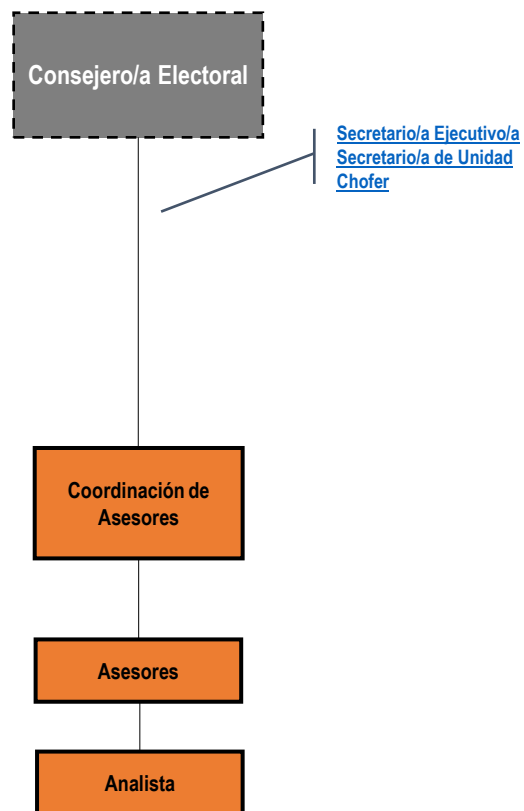 Consejero/a Electoral
Secretario/a Ejecutivo/a
Secretario/a de Unidad
Chofer
Coordinación de
Asesores
Asesores
Analista